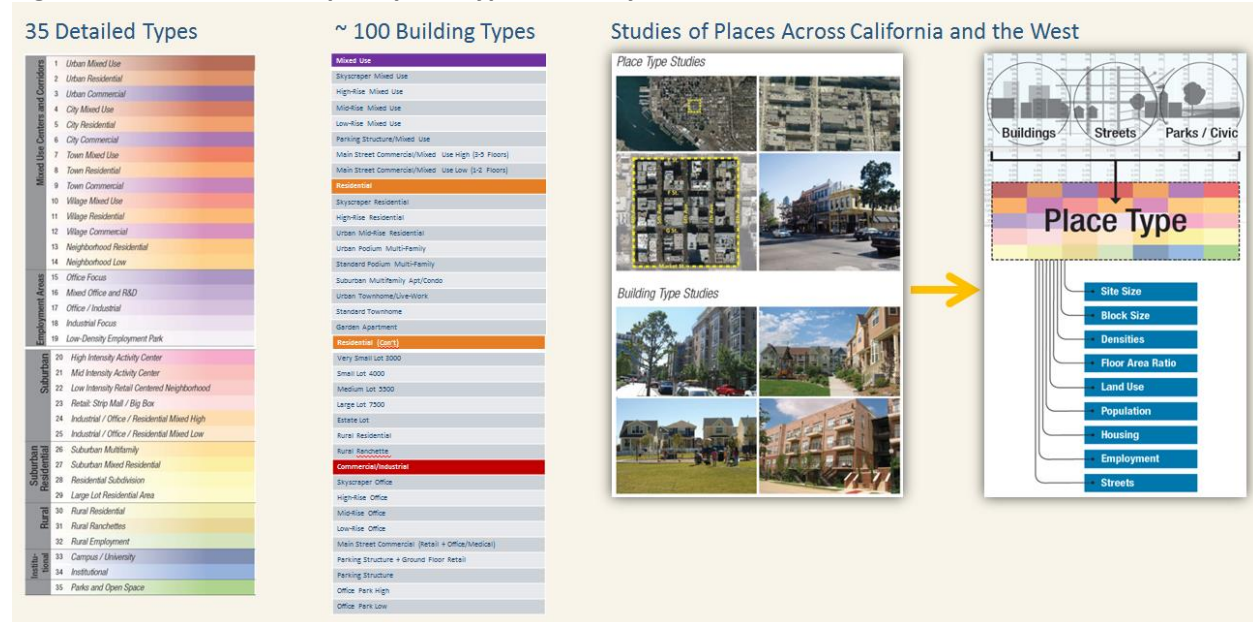 35 Detailed Types
Mixed Use Centers and Corridors
1 Urban Mixed Use
2 Urban Residential
3 Urban Commercial
4 City Mixed Use
5 City Residential
6 City Commercial
7 Town Mixed Use
8 Town Residential
9 Town Commercial
10 Village Mixed Use
11 Village Residential
12 Village Commercial
13 Neighborhood Residential
14 Neighborhood Low
Employment Areas
15 Office Focus
16 Mixed Office and R&D
17 Office / Industrial
18 Industrial Focus
19 Low-Density Employment Park
Suburban
20 High Intensity Activity Center
21 Mid Intensity Activity Center
22 Low Intensity Retail Centered Neighborhood
23 Retail: Strip Mall / Big Box
24 Industrial / Office / Residential Mixed High
25 Industrial / Office / Residential Mixed Low
Suburban
Residential
26 Suburban Multifamily
27 Suburban Mixed Residential
28 Residential Subdivision
29 Large Lot Residential Area
Rural
30 Rural Residential
31 Rural Ranchettes
32 Rural Employment
Institu-
tional
33 Campus / University
34 Institutional
35 Parks and Open Space
~ 100 Building Types
Mixed Use
Skyscraper Mixed Use
High-Rise Mixed Use
Mid-Rise Mixed Use
Low-Rise Mixed Use
Parking Structure/Mixed Use
Main Street Commercial/Mixed Use High (3-5 Floors)
Main Street Commercial/Mixed Use Low (1-2 Floors)
Residential
Skyscraper Residential
High-Rise Residential
Urban Mid-Rise Residential
Urban Podium Multi-Family
Standard Podium Multi-Family
Suburban Multifamily Apt/Condo
Urban Townhome/Live-Work
Standard Townhome
Garden Apartment
Residential (Con't)
Very Small Lot 3000
Small Lot 4000
Medium Lot 5500
Large Lot 7500
Estate Lot
Rural Residential
Rural Ranchette
Commercial/Industrial
Skyscraper Office
High-Rise Office
Mid-Rise Office
Low-Rise Office
Main Street Commercial (Retail + Office/Medical)
Parking Structure + Ground Floor Retail
Parking Structure
Office Park High
Office Park Low
Studies of Places Across California and the West
Place Type Studies
Market St
Building Type Studies
Buildings
Streets
Parks / Civic
Place Type
Site Size
Block Size
Densities
Floor Area Ratio
Land Use
Population
Housing
Employment
Streets